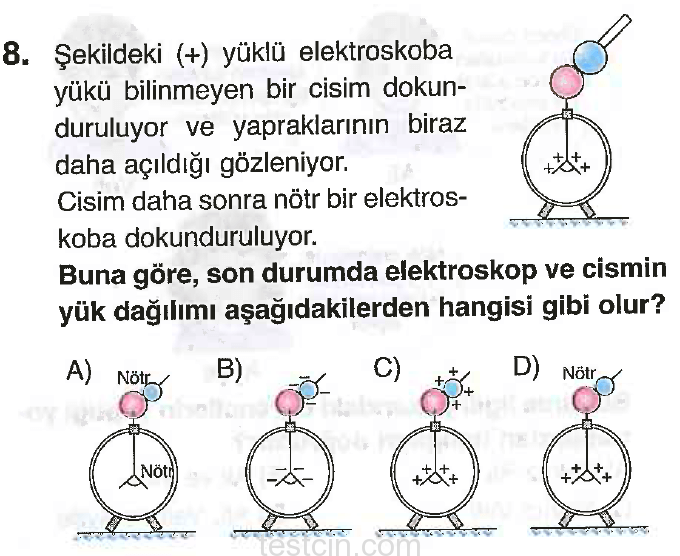 8. Şekildeki (+) yüklü elektroskoba
yükü bilinmeyen bir cisim dokun-
duruluyor ve yapraklarının biraz
daha açıldığı gözleniyor.
Cisim daha sonra nötr bir elektros-
koba dokunduruluyor.
Buna göre, son durumda elektroskop ve cismin
yük dağılımı aşağıdakilerden hangisi gibi olur?
A) Nötr
Nötr
B)
C)
D) Nötr
testcin.com